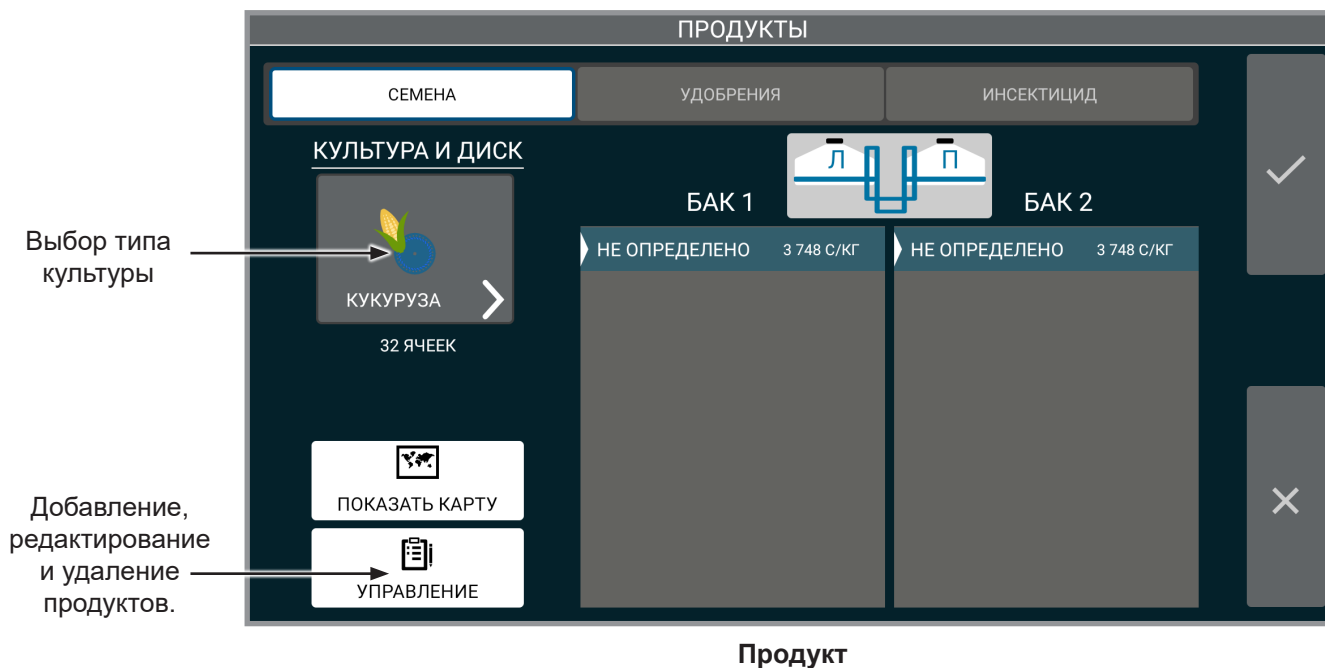 ПРОДУКТЫ
СЕМЕНА
УДОБРЕНИЯ
ИНСЕКТИЦИД
КУЛЬТУРА И ДИСК
Л
П
БАК 1
БАК 2
Выбор типа
культуры
НЕ ОПРЕДЕЛЕНО 3 748 С/КГ
НЕ ОПРЕДЕЛЕНО 3 748 С/КГ
КУКУРУЗА
32 ЯЧЕЕК
ПОКАЗАТЬ КАРТУ
Добавление,
редактирование
и удаление
продуктов.
УПРАВЛЕНИЕ
Продукт